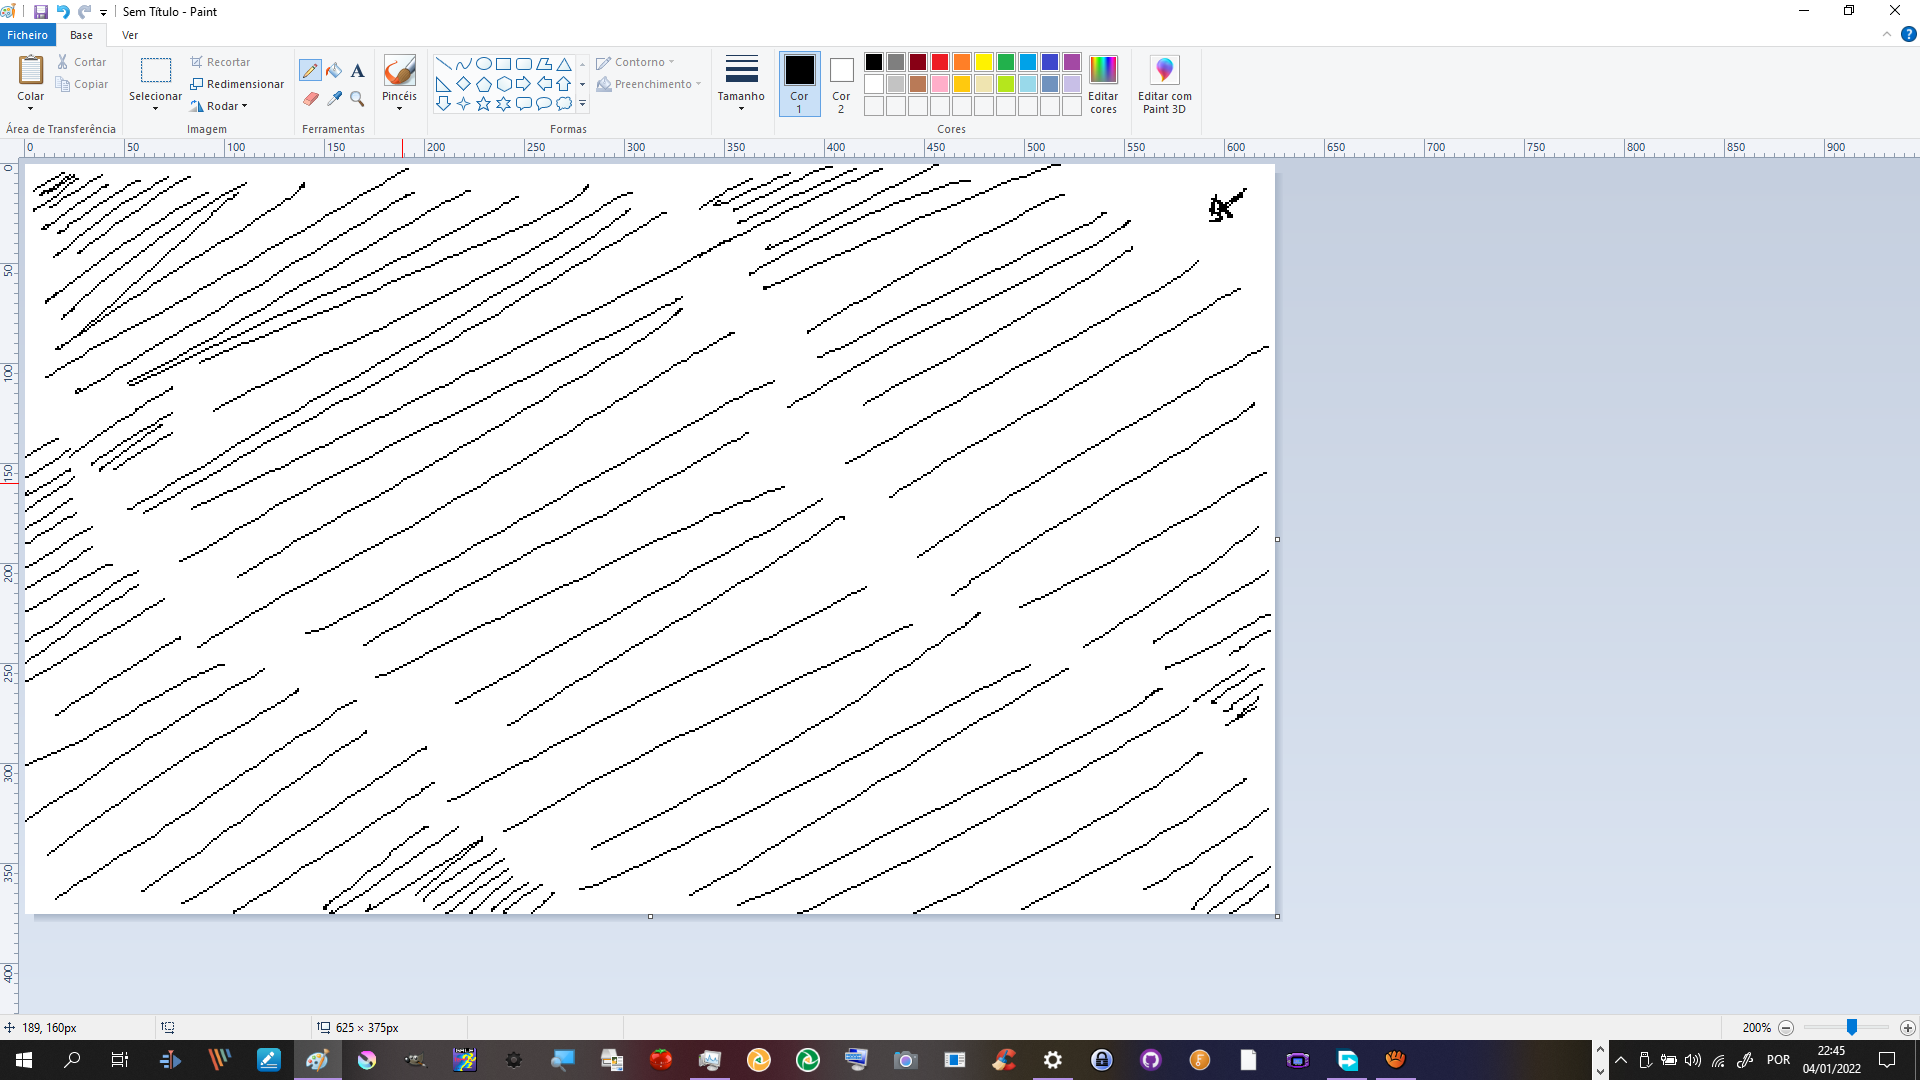 Sem Título - Paint
Ficheiro Base Ver
Colar
Cortar
Copiar
Área de Transferência
Selecionar
Recortar
Redimensionar
Rodar
Imagem
A
Ferramentas
Pincéis
Contorno
Preenchimento
Formas
Tamanho
Cor 1
Cor 2
Editar cores
Cores
Editar com Paint 3D
0 50 100 150 200 250 300 350 400 450 500 550 600 650 700 750 800 850 900
0
50
100
150
200
250
300
350
400
189, 160px
625 × 375px
200%
POR
22:45
04/01/2022